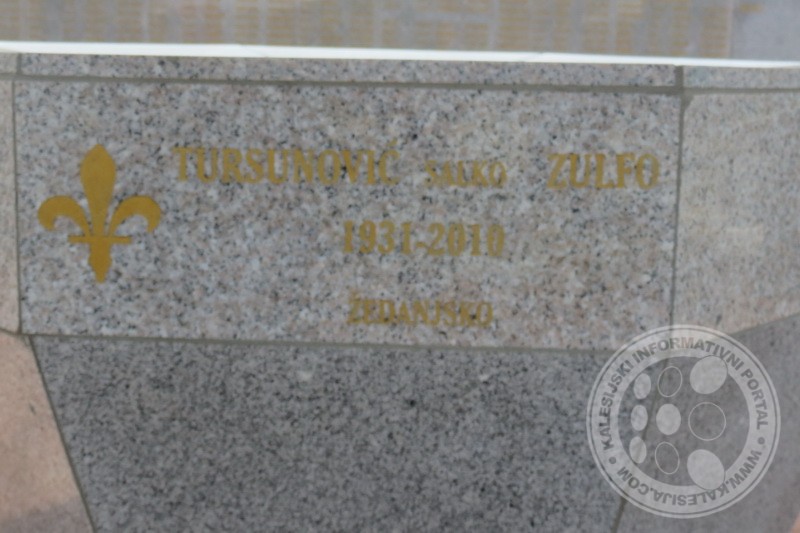 TURSUNOVIĆ SALKO ZULFO
1931-2010
ŽEDANJSKO
• KALESIJSKI INFORMATIVNI PORTAL • WWW.KALESIJA.COM